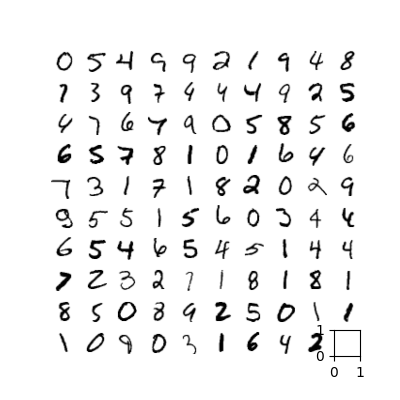 0 5 4 9 9 2 1 9 4 8
7 3 9 7 4 4 4 9 2 5
4 7 6 7 9 0 5 8 5 6
6 5 7 8 1 0 1 6 4 6
7 3 1 7 1 8 2 0 2 9
9 5 5 1 5 6 0 3 4 4
6 5 4 6 5 4 5 1 4 4
7 2 3 2 7 1 8 1 8 1
8 5 0 8 9 2 5 0 1 1
1 0 9 0 3 1 6 4 2
1
0
0 1